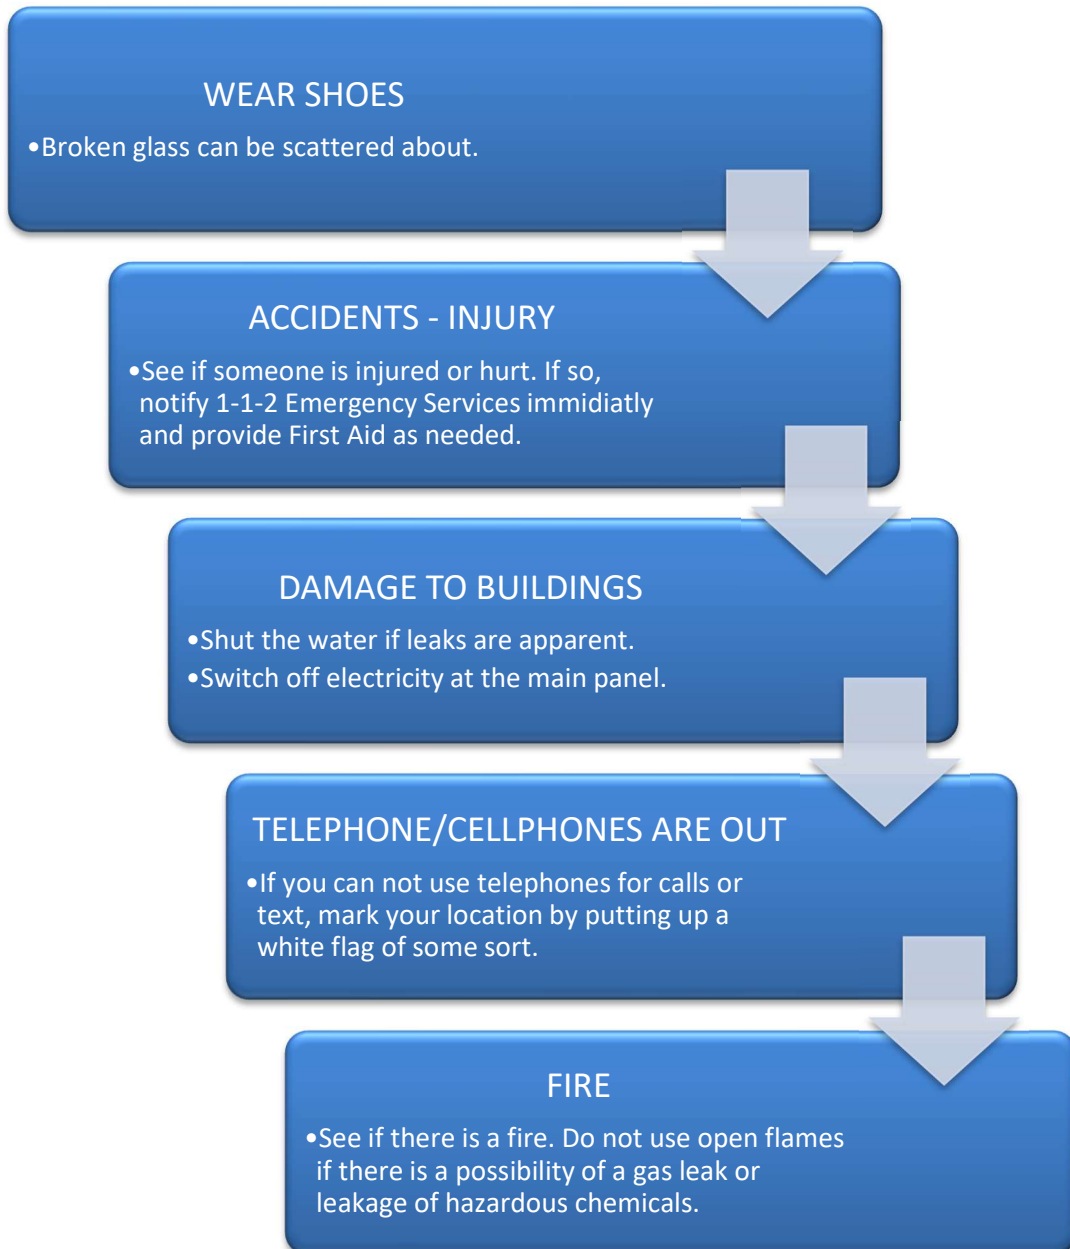 WEAR SHOES
•Broken glass can be scattered about.
ACCIDENTS - INJURY
•See if someone is injured or hurt. If so,
notify 1-1-2 Emergency Services immidiatly
and provide First Aid as needed.
DAMAGE TO BUILDINGS
•Shut the water if leaks are apparent.
•Switch off electricity at the main panel.
TELEPHONE/CELLPHONES ARE OUT
•If you can not use telephones for calls or
text, mark your location by putting up a
white flag of some sort.
FIRE
•See if there is a fire. Do not use open flames
if there is a possibility of a gas leak or
leakage of hazardous chemicals.